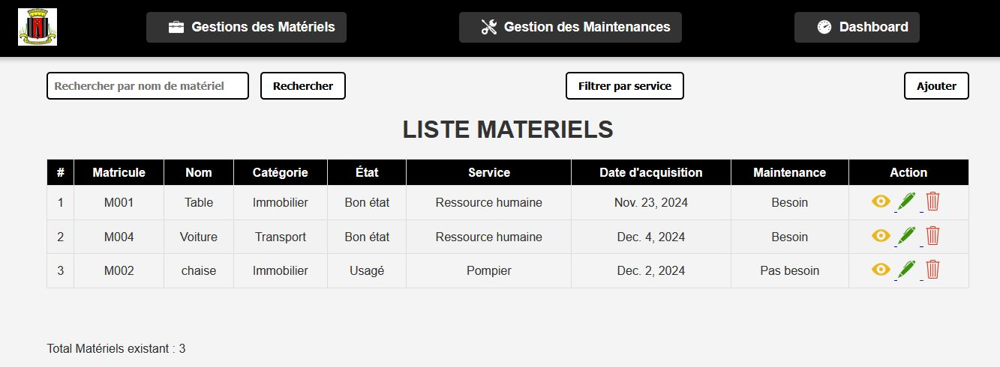 Gestions des Matériels Gestion des Maintenances Dashboard
Rechercher par nom de matériel Rechercher Filtrer par service Ajouter
LISTE MATERIELS
# Matricule Nom Catégorie État Service Date d'acquisition Maintenance Action
1 M001 Table Immobilier Bon état Ressource humaine Nov. 23, 2024 Besoin
2 M004 Voiture Transport Bon état Ressource humaine Dec. 4, 2024 Besoin
3 M002 chaise Immobilier Usagé Pompier Dec. 2, 2024 Pas besoin
Total Matériels existant : 3